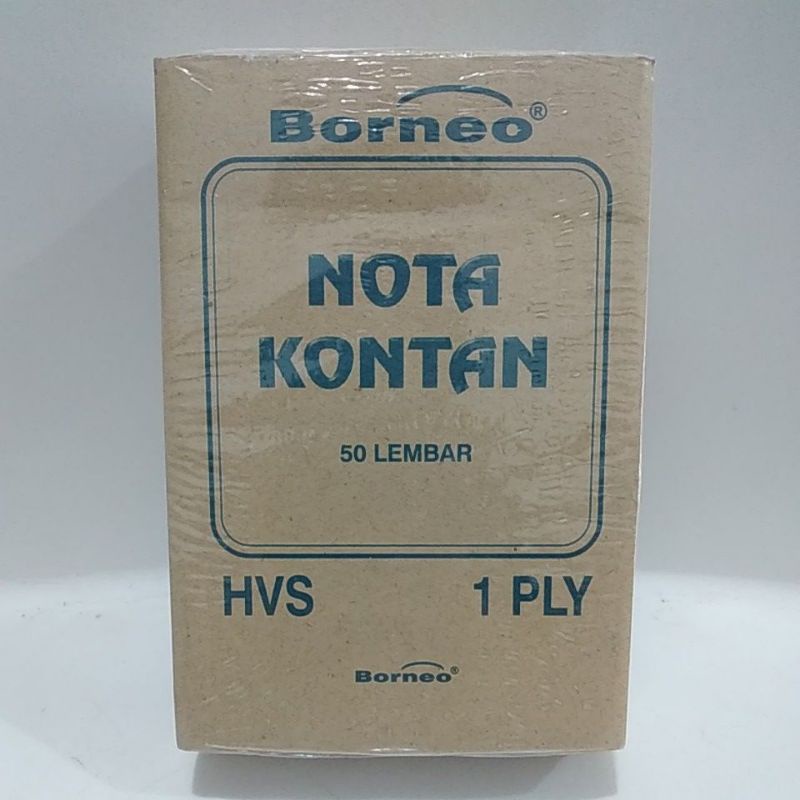 Borneo®
NOTA
KONTAN
50 LEMBAR
HVS 1 PLY
Borneo®